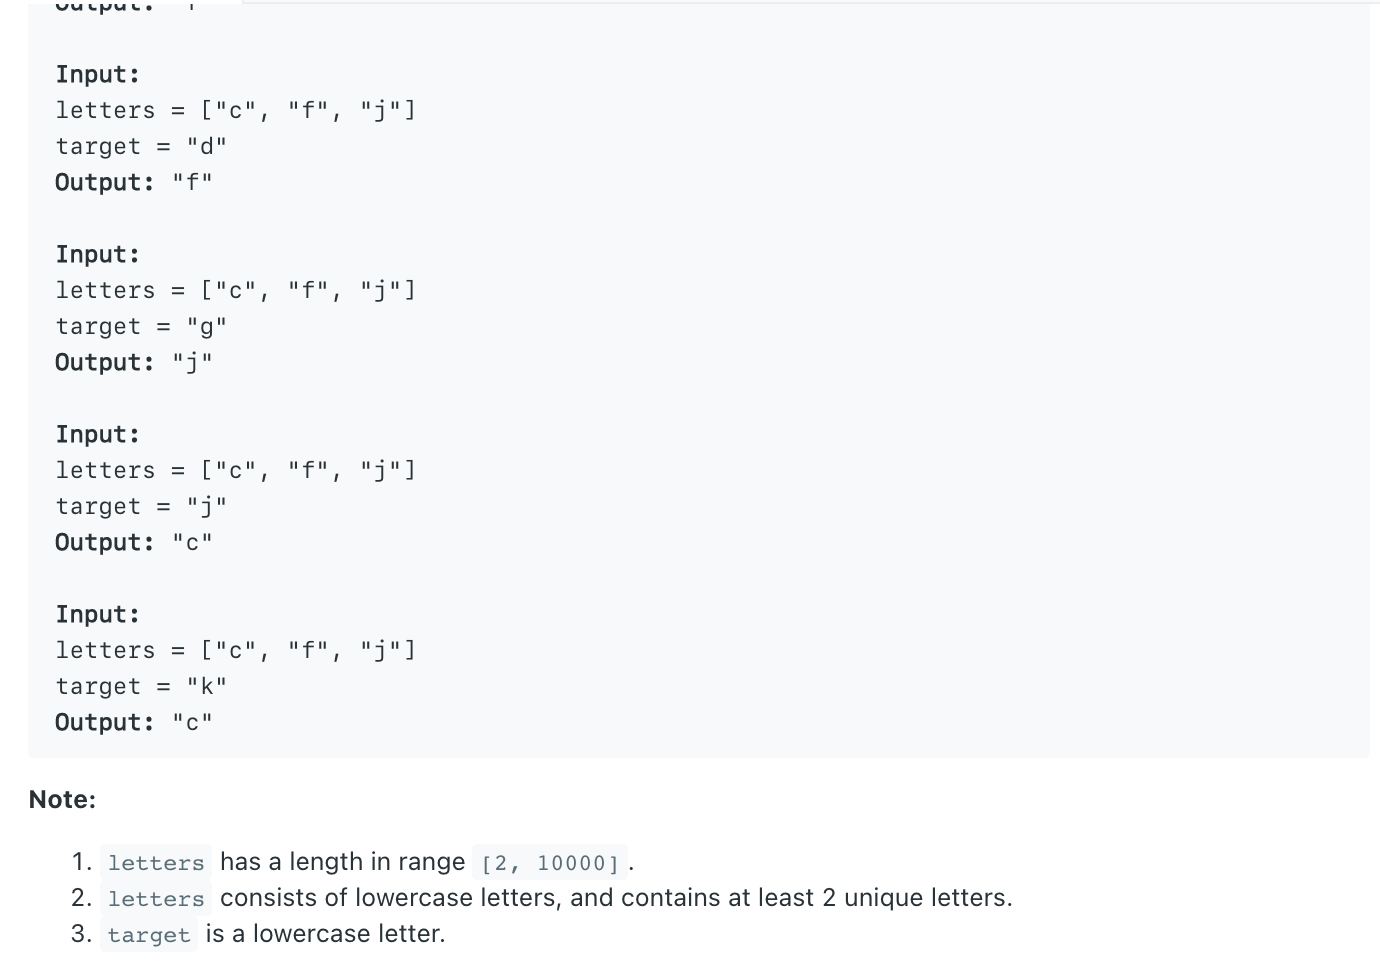 Output:
Input:
letters = ["c", "f", "j"]
target = "d"
Output: "f"
Input:
letters = ["c", "f", "j"]
target = "g"
Output: "j"
Input:
letters = ["c", "f", "j"]
target = "j"
Output: "c"
Input:
letters = ["c", "f", "j"]
target = "k"
Output: "c"
Note:
1. letters has a length in range [2, 10000].
2. letters consists of lowercase letters, and contains at least 2 unique letters.
3. target is a lowercase letter.